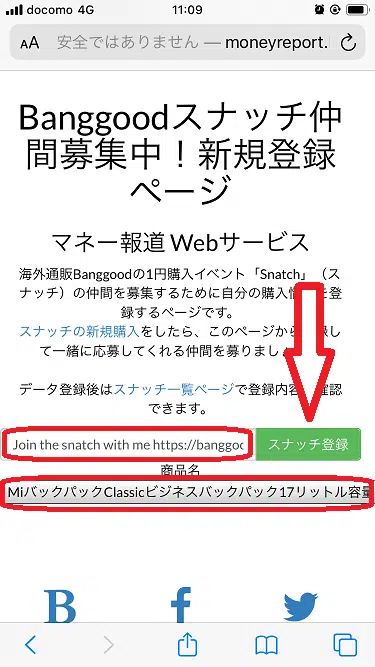 docomo 4G 11:09
AA 安全ではありません — moneyreport.
Banggoodスナッチ仲
間募集中！新規登録
ページ
マネー報道 Webサービス
海外通販Banggoodの1円購入イベント「Snatch」（ス
ナッチ）の仲間を募集するために自分の購入情 を登
録するページです。
スナッチの新規購入をしたら、このページから 録し
て一緒に応募してくれる仲間を募りまし
データ登録後はスナッチ一覧ページで登録内容 確認
できます。
Join the snatch with me https://banggoc スナッチ登録
商品名
MiバックパックClassicビジネスバックパック17リットル容量
B